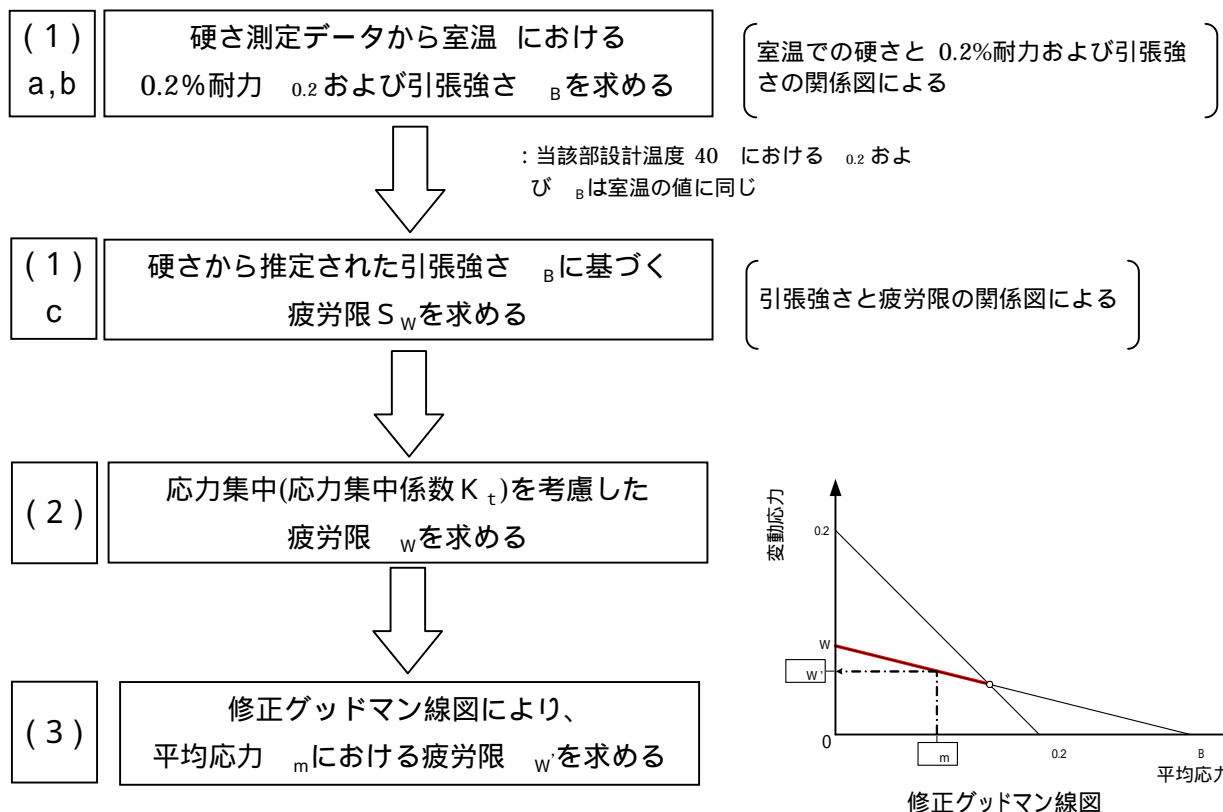 (1)
a,b
硬さ測定データから室温 における
0.2%耐力 0.2および引張強さ Bを求める
室温での硬さと 0.2%耐力および引張強
さの関係図による
:当該部設計温度 40 における 0.2およ
び Bは室温の値に同じ
(1)
c
硬さから推定された引張強さ Bに基づく
疲労限SWを求める
引張強さと疲労限の関係図による
(2)
応力集中(応力集中係数Kt)を考慮した
疲労限 Wを求める
(3)
修正グッドマン線図により、
平均応力 mにおける疲労限 W'を求める
変動応力
0.2
W
W'
0
m
0.2
B
平均応力
修正グッドマン線図